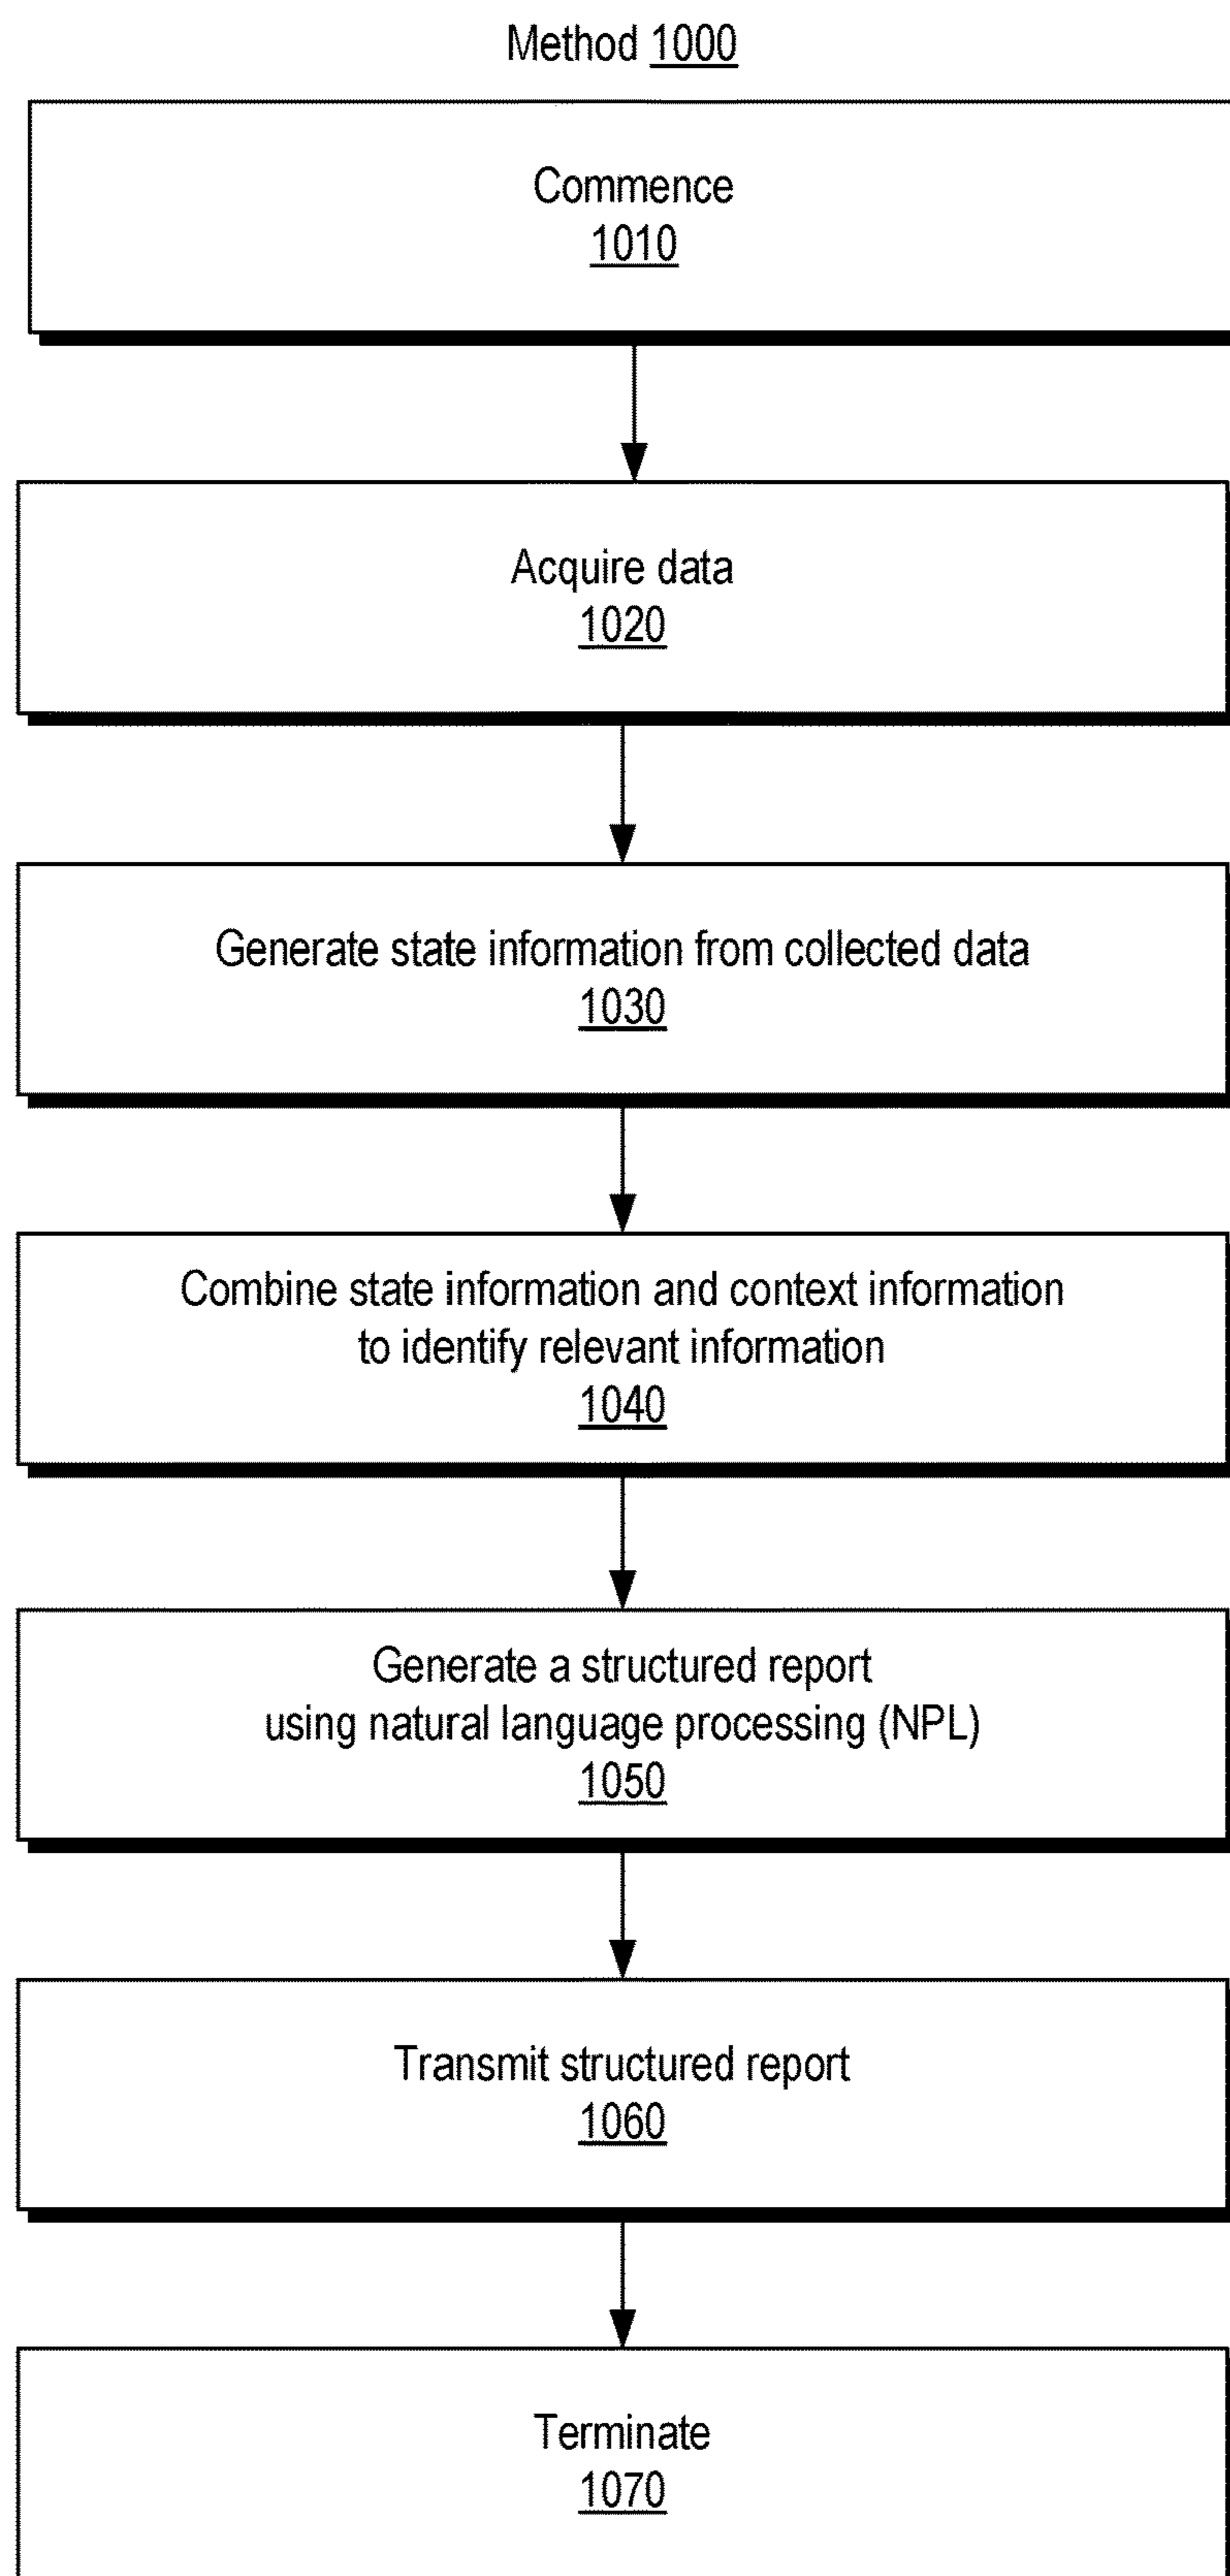 Method 1000
Commence
1010
Acquire data
1020
Generate state information from collected data
1030
Combine state information and context information
to identify relevant information
1040
Generate a structured report
using natural language processing (NPL)
1050
Transmit structured report
1060
Terminate
1070